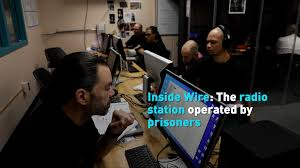 Inside Wire: The radio
station operated by
prisoners